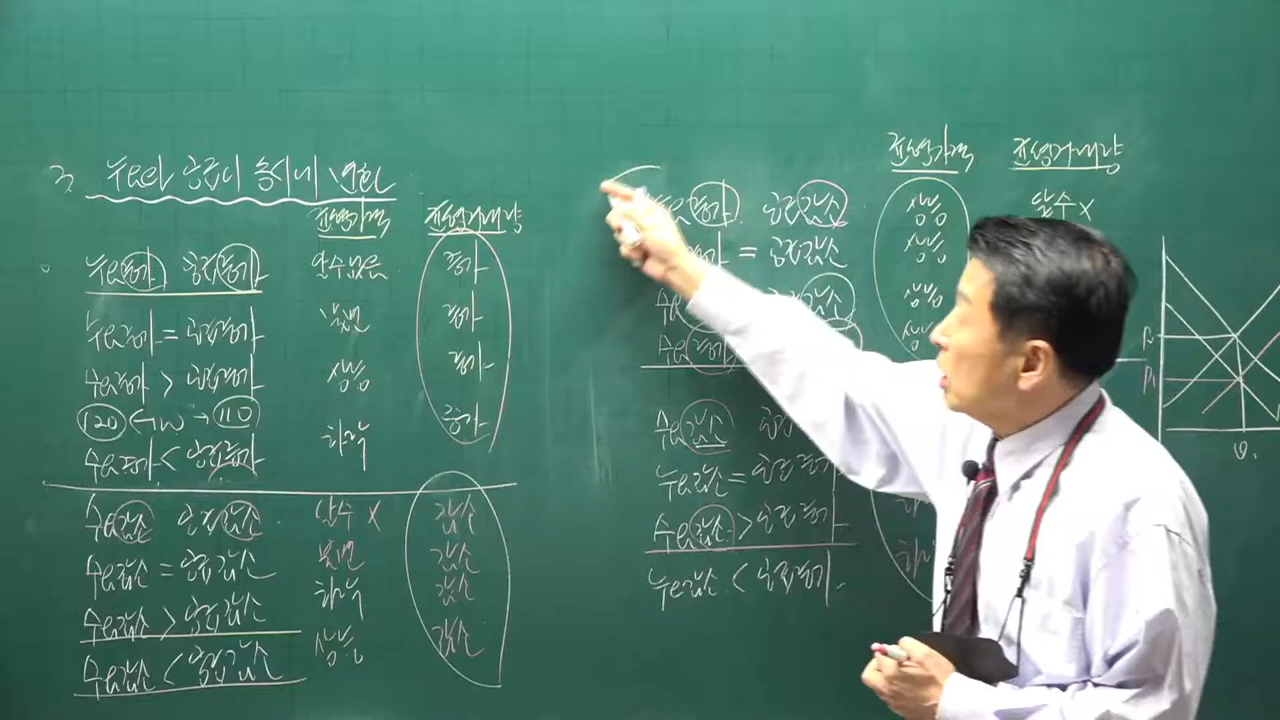 3. 수요와 공급이 동시에 변화
균형가격 균형거래량
수요증가 공급증가 알수없음 증가
수요증가 = 공급증가 불변 증가
수요증가 > 공급증가 상승 증가
120 ← → 110
수요증가 < 공급증가 하락 증가
수요감소 공급감소 알수 X 감소
수요감소 = 공급감소 불변 감소
수요감소 > 공급감소 하락 감소
수요감소 < 공급감소 상승 감소
균형가격 균형거래량
증가 공급감소 상승 알수 X
= 공급감소 상승
감소 상승
수요증가 상승
수요감소
수요감소 = 공급증가
수요감소 > 공급증가
수요감소 < 공급증가